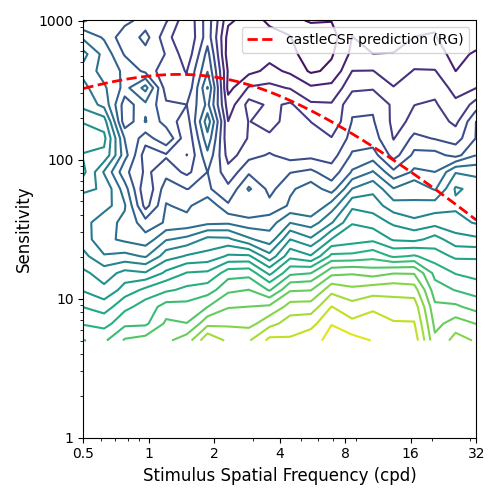 castleCSF prediction (RG)
Sensitivity
1000
100
10
1
0.5 1 2 4 8 16 32
Stimulus Spatial Frequency (cpd)